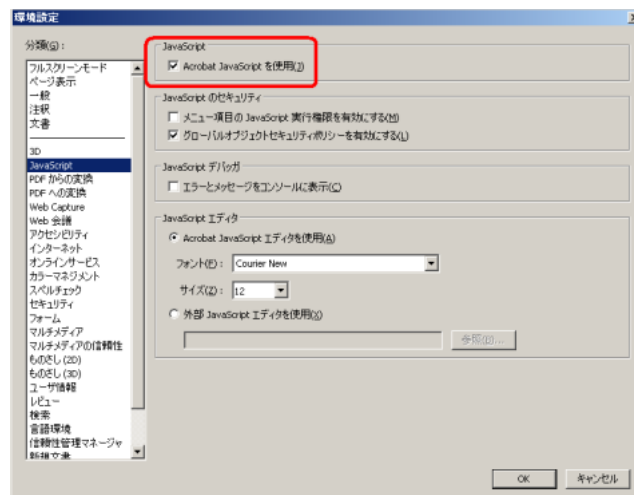 環境設定
分類(G) :
フルスクリーンモード
ページ表示
一般
注釈
文書
3D
JavaScript
PDF からの変換
PDF への変換
Web Capture
Web 会議
アクセシビリティ
インターネット
オンラインサービス
カラーマネジメント
スペルチェック
セキュリティ
フォーム
マルチメディア
マルチメディアの信頼性
ものさし (2D)
ものさし (3D)
ユーザ情報
レビュー
検索
言語環境
信頼性管理マネージャ
新規文書
JavaScript
Acrobat JavaScript を使用(J)
JavaScript のセキュリティ
メニュー項目の JavaScript 実行権限を有効にする(M)
グローバルオブジェクトセキュリティポリシーを有効にする(L)
JavaScript デバッガ
エラーとメッセージをコンソールに表示(C)
JavaScript エディタ
Acrobat JavaScript エディタを使用(A)
フォント(F) : Courier New
サイズ(Z) : 12
外部 JavaScript エディタを使用(X)
参照(B)...
OK キャンセル